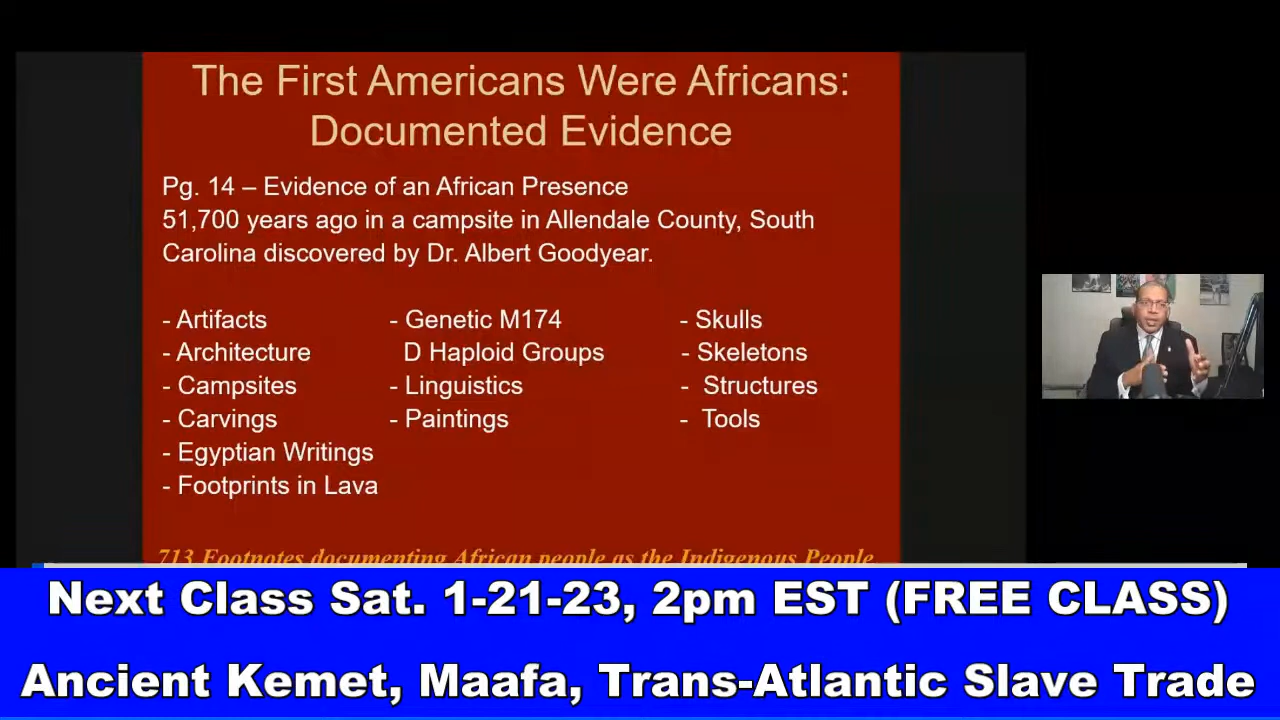 The First Americans Were Africans:
Documented Evidence
Pg. 14 – Evidence of an African Presence
51,700 years ago in a campsite in Allendale County, South
Carolina discovered by Dr. Albert Goodyear.
- Artifacts
- Architecture
- Campsites
- Carvings
- Egyptian Writings
- Footprints in Lava
- Genetic M174
D Haploid Groups
- Linguistics
- Paintings
- Skulls
- Skeletons
- Structures
- Tools
713 Footnotes documenting African people as the Indigenous People
Next Class Sat. 1-21-23, 2pm EST (FREE CLASS)
Ancient Kemet, Maafa, Trans-Atlantic Slave Trade